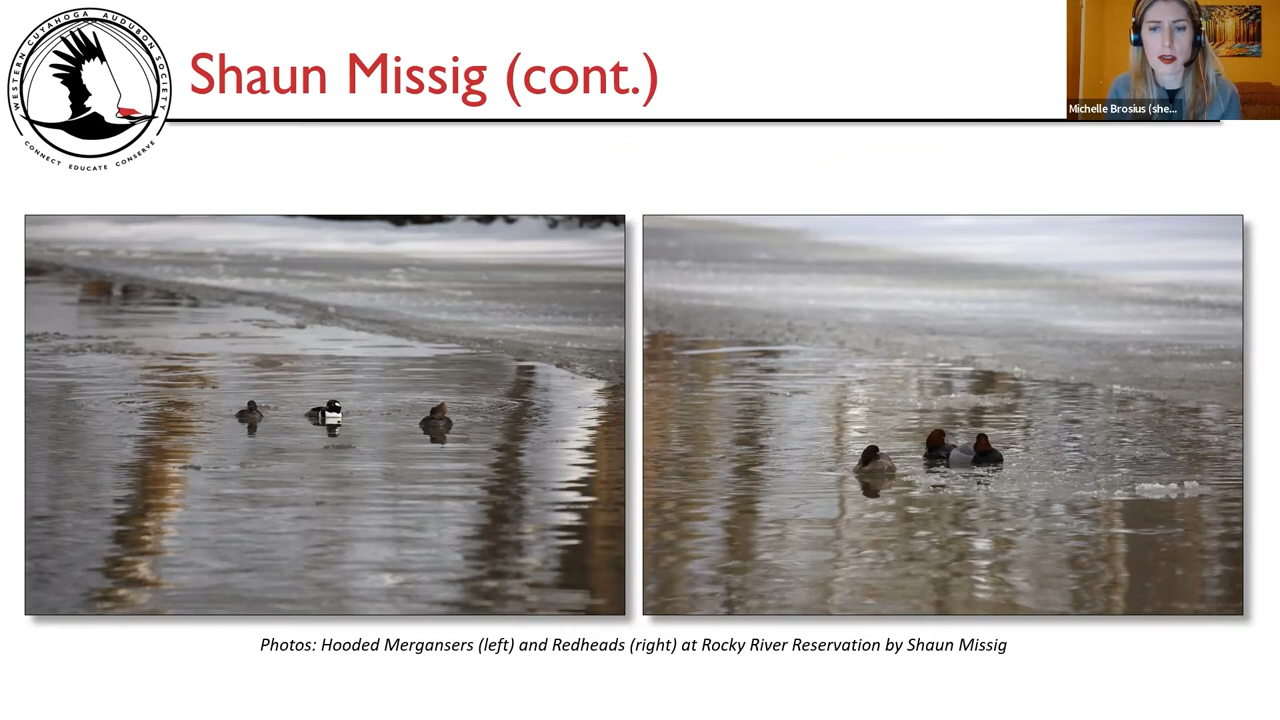 WESTERN CUYAHOGA AUDUBON SOCIETY
CONNECT EDUCATE CONSERVE
Shaun Missig (cont.)
Michelle Brosius (she...
Photos: Hooded Mergansers (left) and Redheads (right) at Rocky River Reservation by Shaun Missig